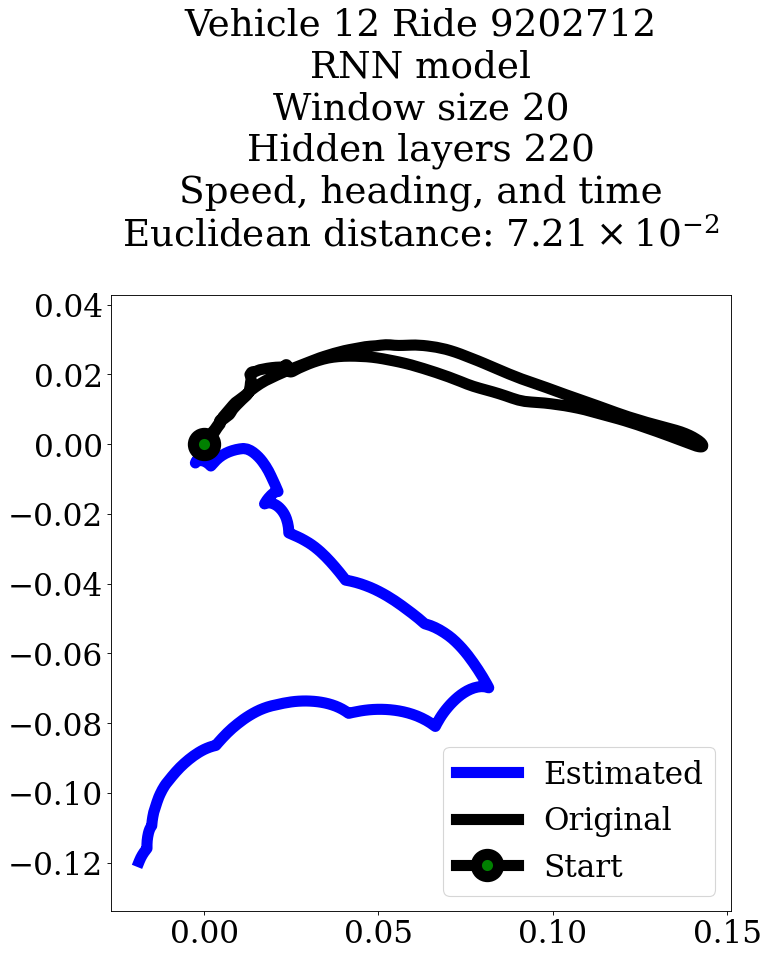 Vehicle 12 Ride 9202712
RNN model
Window size 20
Hidden layers 220
Speed, heading, and time
Euclidean distance: 7.21 × 10⁻²
0.04
0.02
0.00
−0.02
−0.04
−0.06
−0.08
−0.10
−0.12
Estimated
Original
Start
0.00 0.05 0.10 0.15